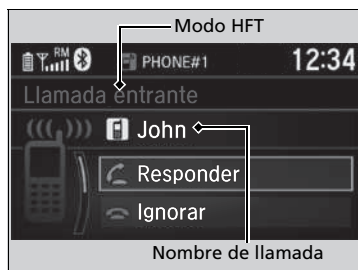 Modo HFT
RM PHONE#1 12:34
Llamada entrante
John
Responder
Ignorar
Nombre de llamada